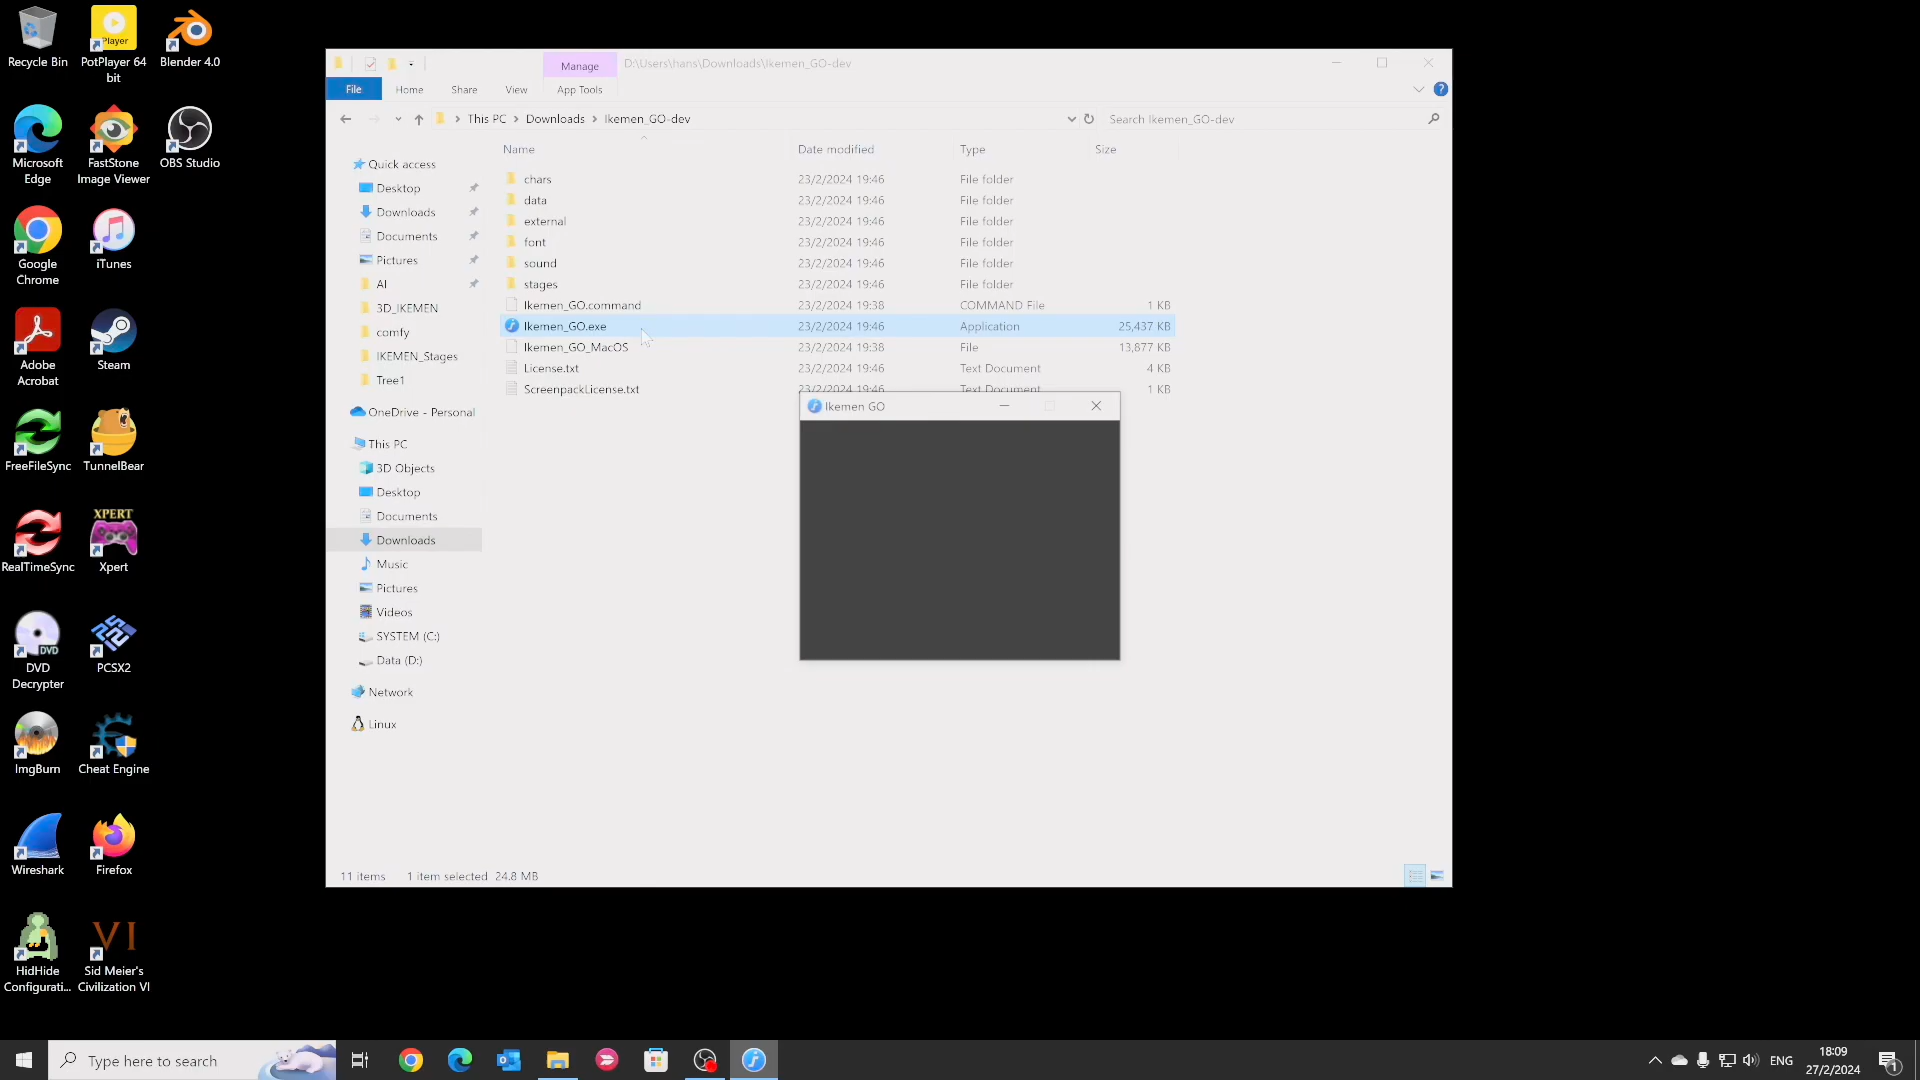 Recycle Bin
PotPlayer 64
bit
Blender 4.0
Microsoft
Edge
FastStone
Image Viewer
OBS Studio
Google
Chrome
iTunes
Adobe
Acrobat
Steam
FreeFileSync
TunnelBear
RealTimeSync
XPERT
Xpert
DVD
DVD
Decrypter
PCSX2
ImgBurn
Cheat Engine
Wireshark
Firefox
HidHide
Configurati...
VI
Sid Meier's
Civilization VI
Player
Manage
D:\Users\hans\Downloads\Ikemen_GO-dev
File
Home
Share
View
App Tools
This PC
Downloads
Ikemen_GO-dev
Search Ikemen_GO-dev
Quick access
Desktop
Downloads
Documents
Pictures
AI
3D_IKEMEN
comfy
IKEMEN_Stages
Tree1
OneDrive - Personal
This PC
3D Objects
Desktop
Documents
Downloads
Music
Pictures
Videos
SYSTEM (C:)
Data (D:)
Network
Linux
Name Date modified Type Size
chars 23/2/2024 19:46 File folder
data 23/2/2024 19:46 File folder
external 23/2/2024 19:46 File folder
font 23/2/2024 19:46 File folder
sound 23/2/2024 19:46 File folder
stages 23/2/2024 19:46 File folder
Ikemen_GO.command 23/2/2024 19:38 COMMAND File 1 KB
Ikemen_GO.exe 23/2/2024 19:46 Application 25,437 KB
Ikemen_GO_MacOS 23/2/2024 19:38 File 13,877 KB
License.txt 23/2/2024 19:46 Text Document 4 KB
ScreenpackLicense.txt 23/2/2024 19:46 Text Document 1 KB
Ikemen GO
11 items 1 item selected 24.8 MB
Type here to search
ENG
18:09
27/2/2024
1